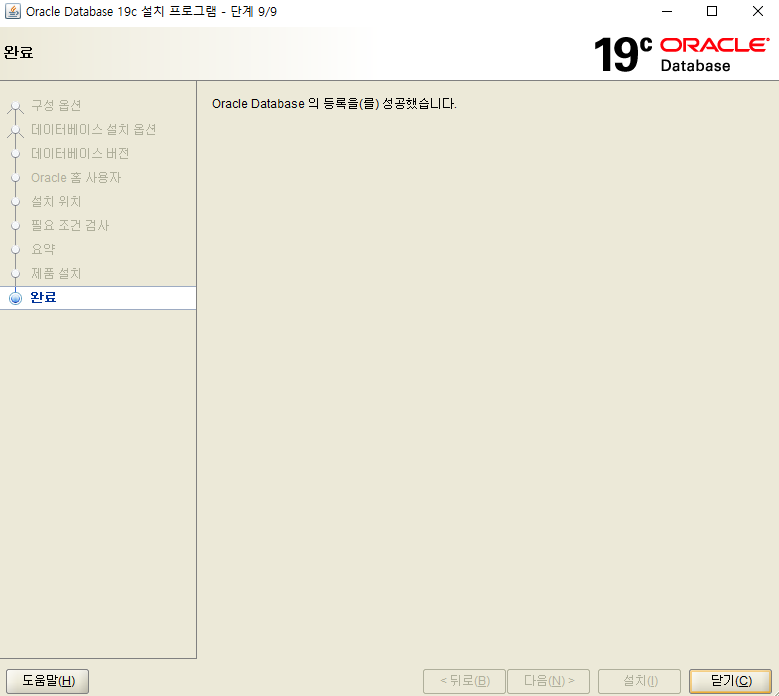 Oracle Database 19c 설치 프로그램 - 단계 9/9
완료
19c ORACLE
Database
구성 옵션
데이터베이스 설치 옵션
데이터베이스 버전
Oracle 홈 사용자
설치 위치
필요 조건 검사
요약
제품 설치
완료
Oracle Database 의 등록을(를) 성공했습니다.
도움말(H)
< 뒤로(B)
다음(N) >
설치(I)
닫기(C)